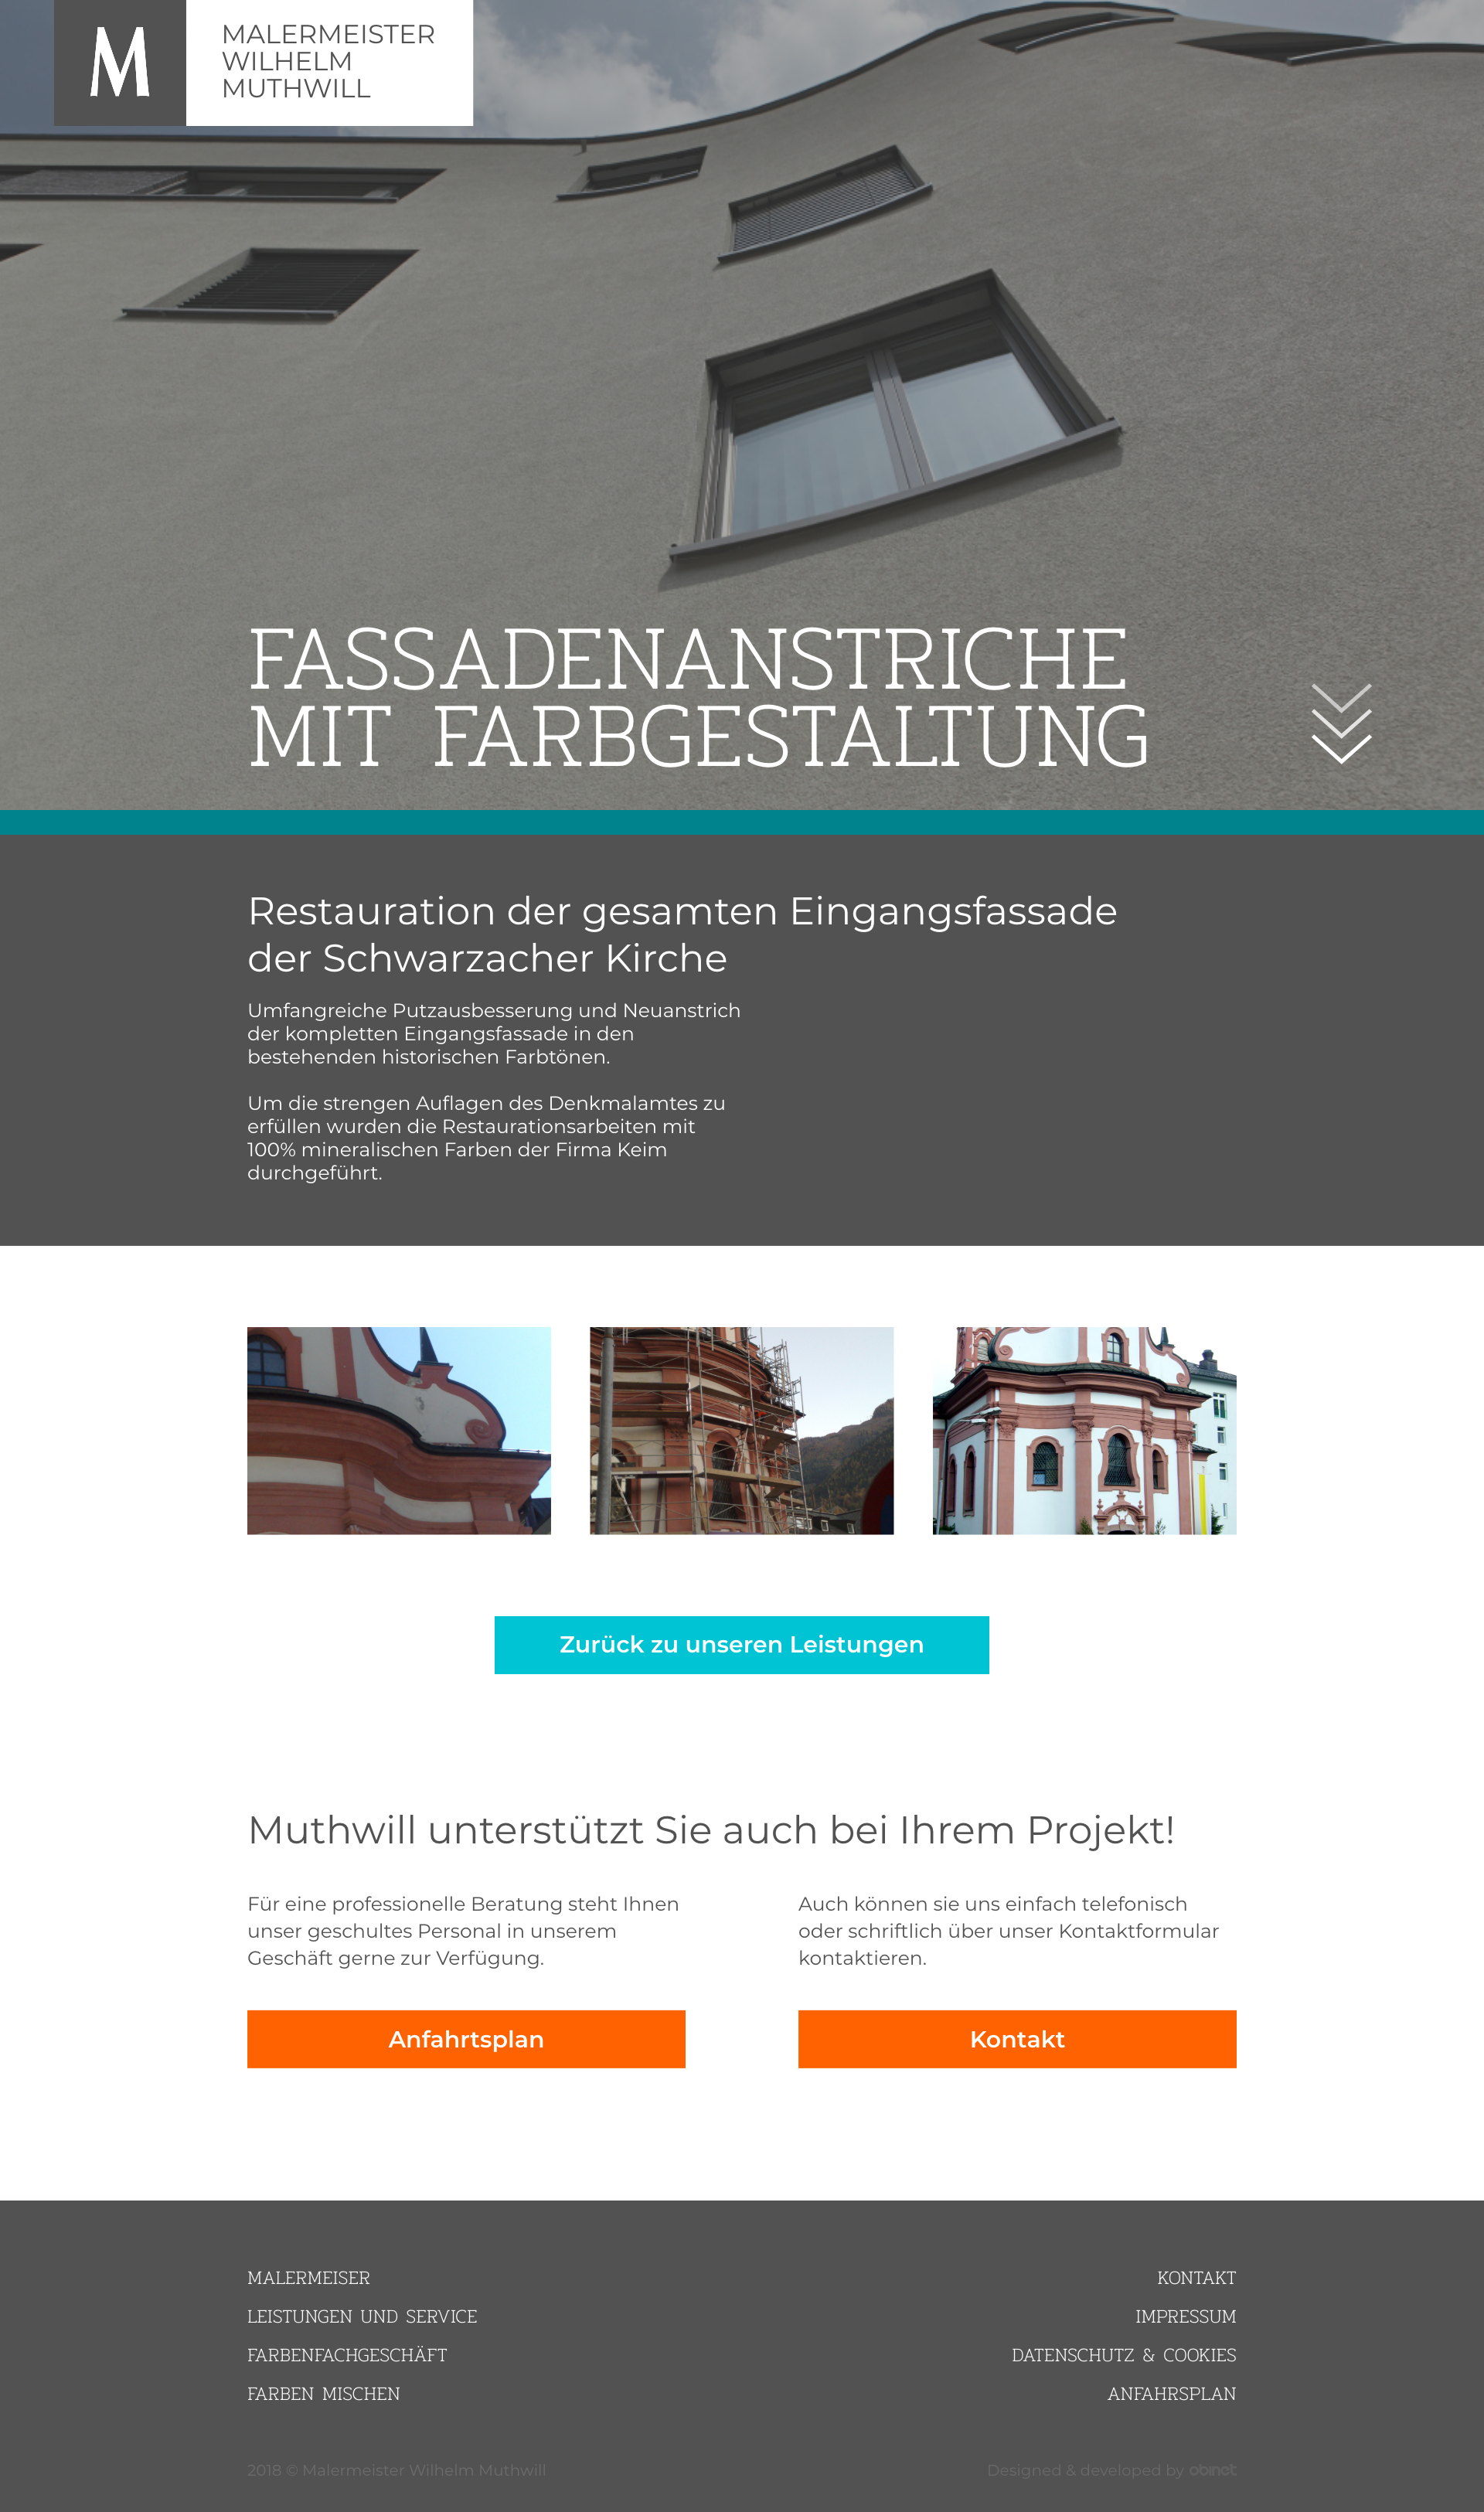 M
MALERMEISTER
WILHELM
MUTHWILL
FASSADENANSTRICHE
MIT FARBGESTALTUNG
Restauration der gesamten Eingangsfassade
der Schwarzacher Kirche
Umfangreiche Putzausbesserung und Neuanstrich
der kompletten Eingangsfassade in den
bestehenden historischen Farbtönen.
Um die strengen Auflagen des Denkmalamtes zu
erfüllen wurden die Restaurationsarbeiten mit
100% mineralischen Farben der Firma Keim
durchgeführt.
Zurück zu unseren Leistungen
Muthwill unterstützt Sie auch bei Ihrem Projekt!
Für eine professionelle Beratung steht Ihnen
unser geschultes Personal in unserem
Geschäft gerne zur Verfügung.
Anfahrtsplan
Auch können sie uns einfach telefonisch
oder schriftlich über unser Kontaktformular
kontaktieren.
Kontakt
MALERMEISER
LEISTUNGEN UND SERVICE
FARBENFACHGESCHÄFT
FARBEN MISCHEN
KONTAKT
IMPRESSUM
DATENSCHUTZ & COOKIES
ANFAHRSPLAN
2018 © Malermeister Wilhelm Muthwill
Designed & developed by obinet